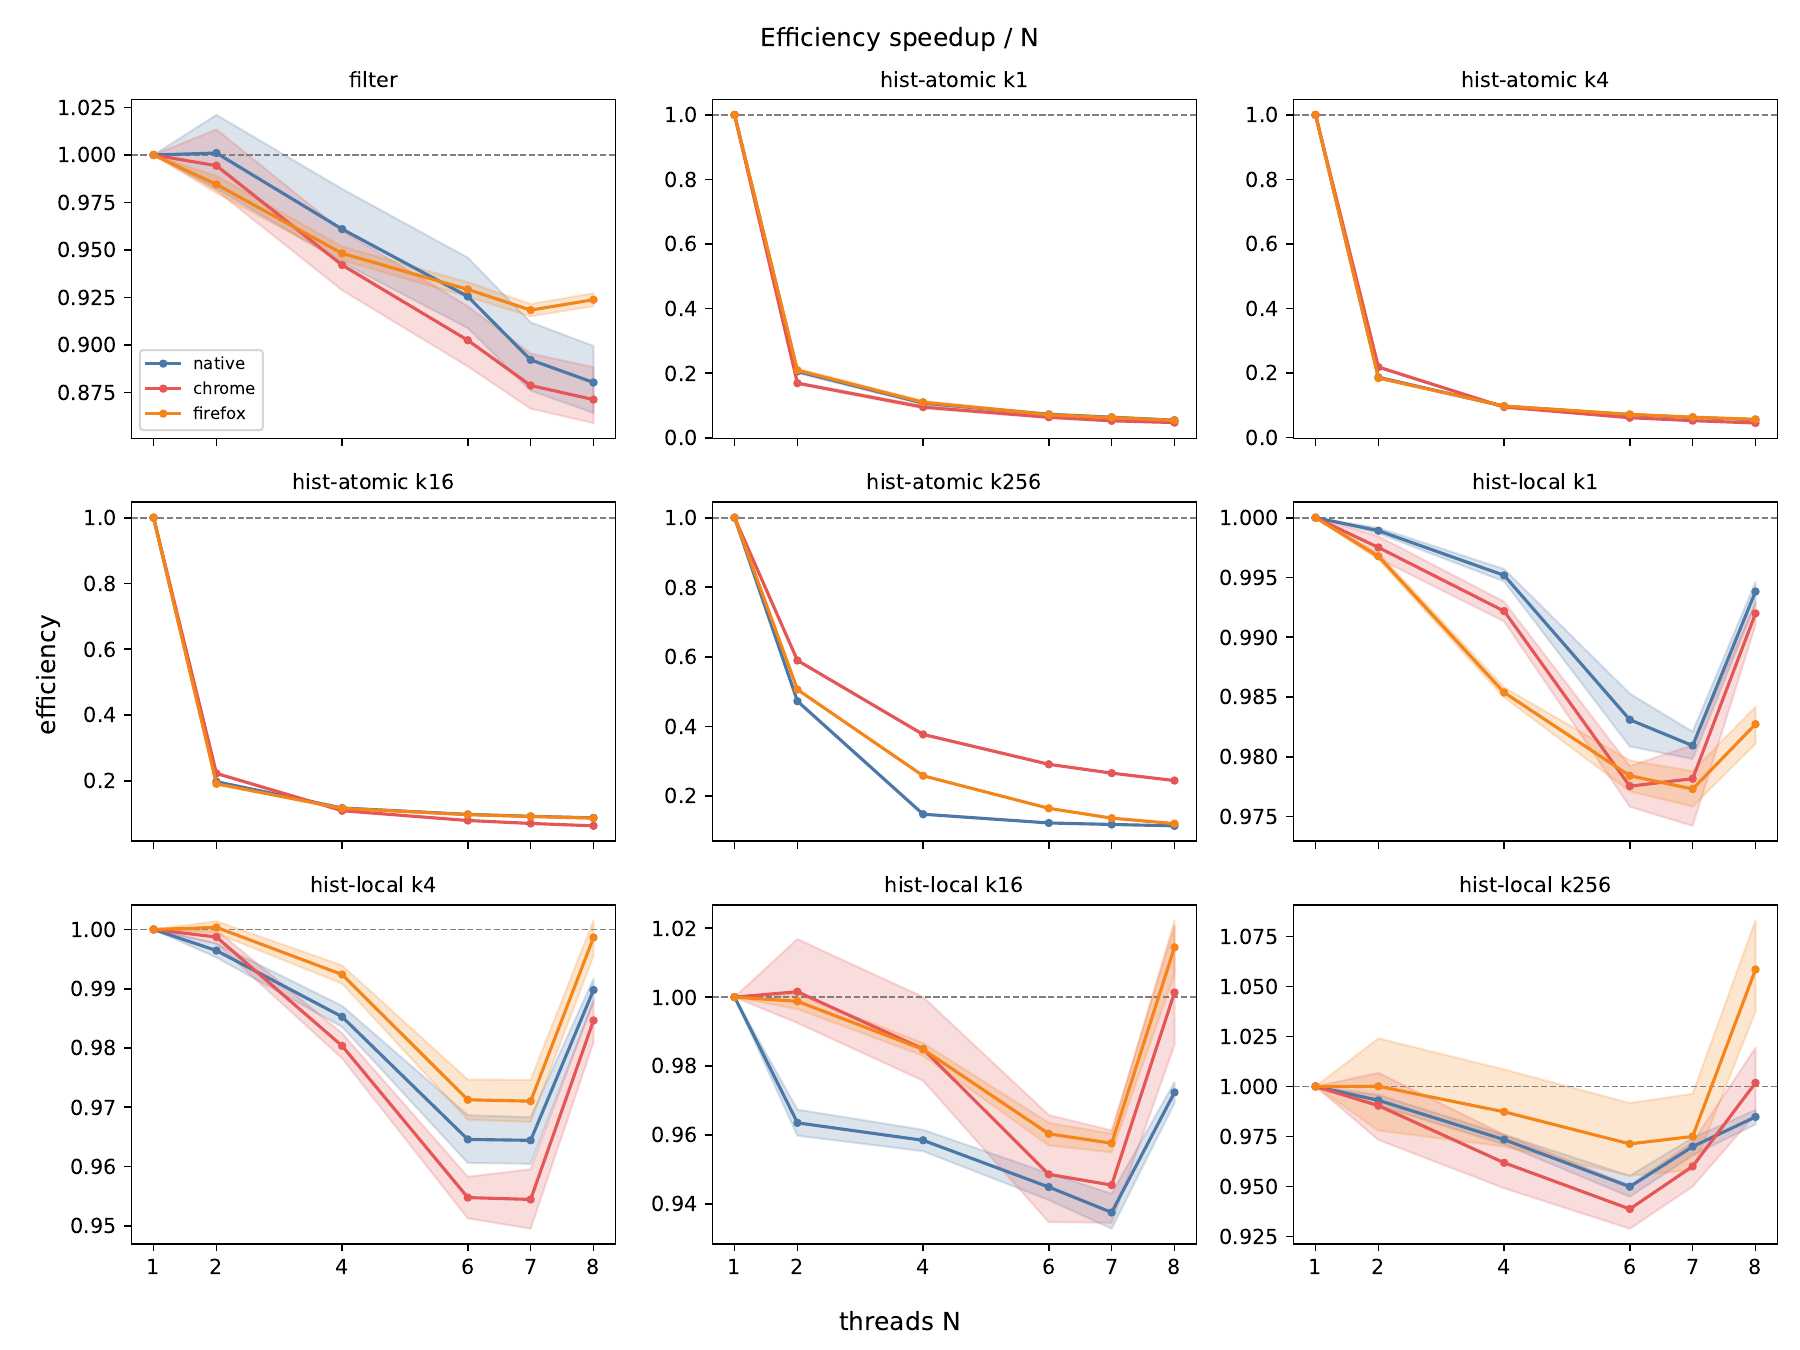 Efficiency speedup / N
filter
1.025
1.000
0.975
0.950
0.925
0.900
0.875
native
chrome
firefox
hist-atomic k1
1.0
0.8
0.6
0.4
0.2
0.0
hist-atomic k4
1.0
0.8
0.6
0.4
0.2
0.0
efficiency
hist-atomic k16
1.0
0.8
0.6
0.4
0.2
hist-atomic k256
1.0
0.8
0.6
0.4
0.2
hist-local k1
1.000
0.995
0.990
0.985
0.980
0.975
hist-local k4
1.00
0.99
0.98
0.97
0.96
0.95
1 2 4 6 7 8
hist-local k16
1.02
1.00
0.98
0.96
0.94
1 2 4 6 7 8
hist-local k256
1.075
1.050
1.025
1.000
0.975
0.950
0.925
1 2 4 6 7 8
threads N